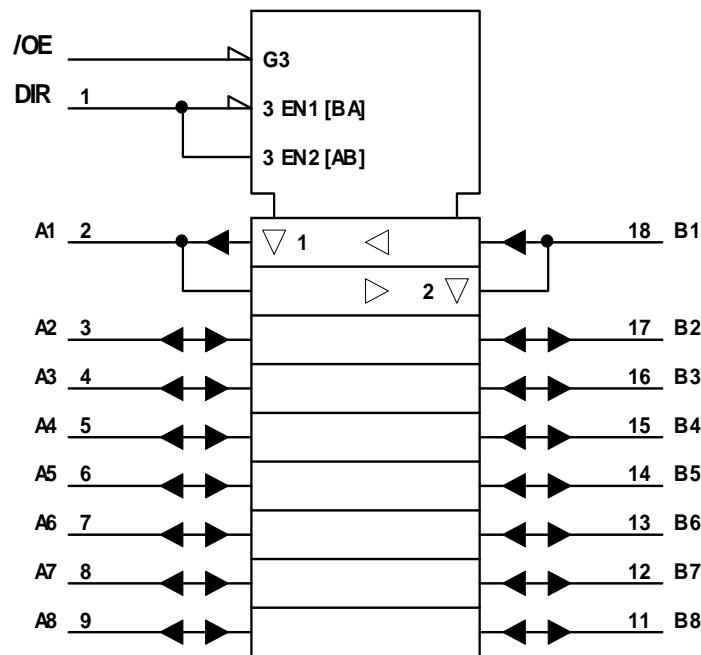 /OE G3
DIR 1 3 EN1 [BA]
3 EN2 [AB]
A1 2 1 18 B1
2
A2 3 17 B2
A3 4 16 B3
A4 5 15 B4
A5 6 14 B5
A6 7 13 B6
A7 8 12 B7
A8 9 11 B8